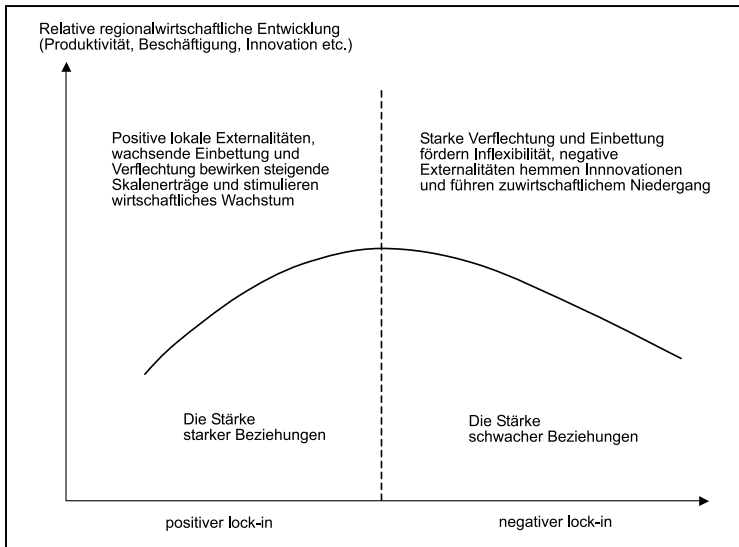 Relative regionalwirtschaftliche Entwicklung
(Produktivität, Beschäftigung, Innovation etc.)
Positive lokale Externalitäten,
wachsende Einbettung und
Verflechtung bewirken steigende
Skalenerträge und stimulieren
wirtschaftliches Wachstum
Starke Verflechtung und Einbettung
fördern Inflexibilität, negative
Externalitäten hemmen Innnovationen
und führen zuwirtschaftlichem Niedergang
Die Stärke
starker Beziehungen
Die Stärke
schwacher Beziehungen
positiver lock-in
negativer lock-in